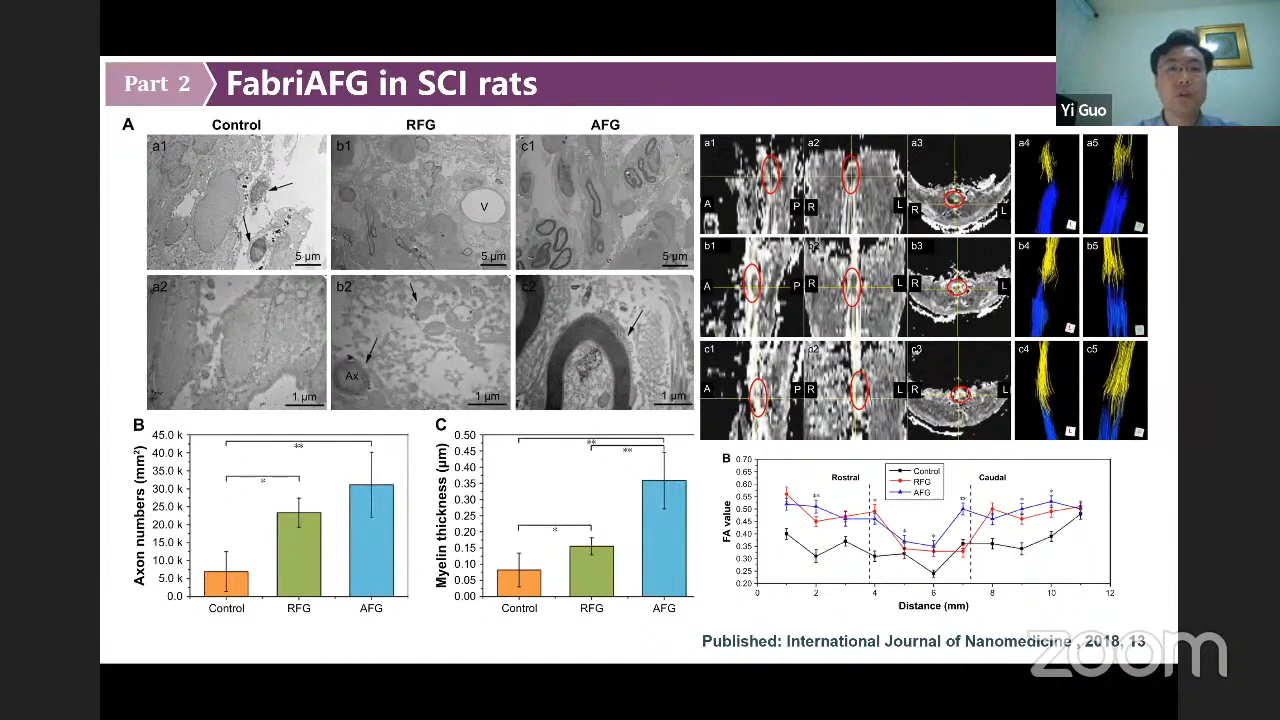 Part 2
FabriAFG in SCI rats
Yi Guo
A
Control RFG AFG
a1 b1 c1
V
5 µm 5 µm 5 µm
a2 b2 c2
Ax
1 µm 1 µm 1 µm
a1 a2 a3 a4 a5
A P R L R L L
b1 b2 b3 b4 b5
A P R L R L L
c1 c2 c3 c4 c5
A P R L R L L
B
Axon numbers (mm²)
45.0 k
40.0 k
35.0 k
30.0 k
25.0 k
20.0 k
15.0 k
10.0 k
5.0 k
0.0
**
*
Control RFG AFG
C
Myelin thickness (µm)
0.50
0.45
0.40
0.35
0.30
0.25
0.20
0.15
0.10
0.05
0.00
**
**
*
Control RFG AFG
B
FA value
0.70
0.65
0.60
0.55
0.50
0.45
0.40
0.35
0.30
0.25
0.20
Rostral
Control
RFG
AFG
Caudal
** * * * ** * *
0 2 4 6 8 10 12
Distance (mm)
Published: International Journal of Nanomedicine , 2018, 13
zoom